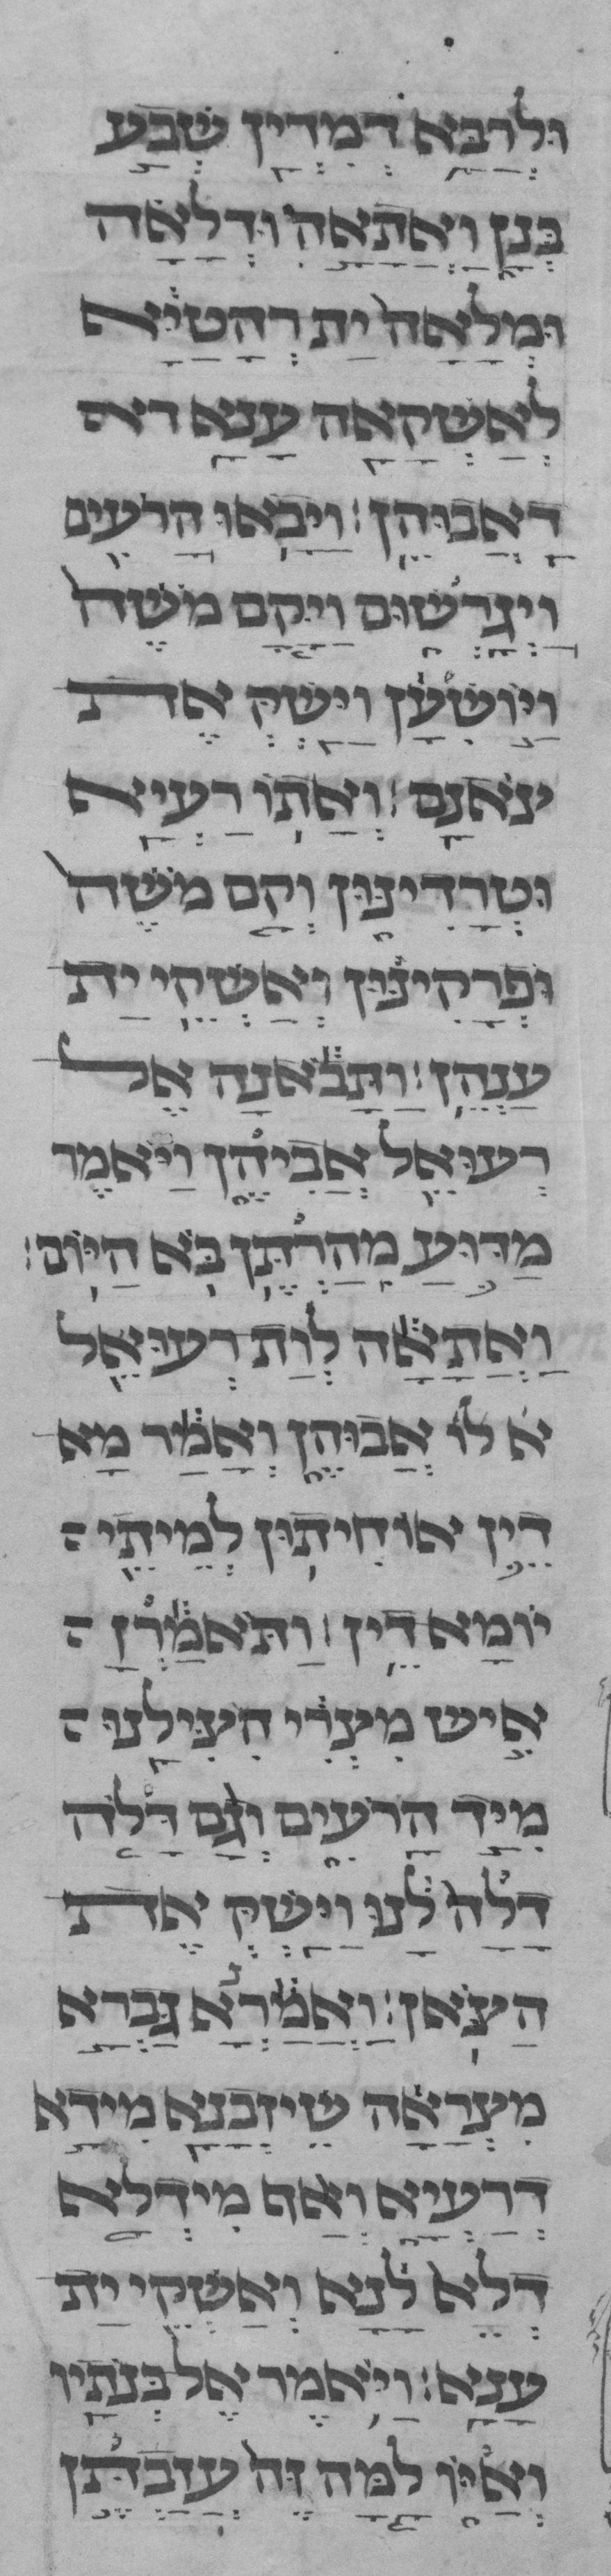 ולרבא דמדין שבע
בנן ואתאה ודלאה
ומלאה ית רהטיא
לאשקאה ענא דא
דאבוהן׃ ויבאו הרעים
ויגרשום ויקם משה
ויושען וישק את
צאנם׃ ואתו רעיא
וטרדינון וקם משה
ופרקינון ואשקי ית
ענהן׃ ותבאנה אל
רעואל אביהן ויאמר
מדוע מהרתן בא היום׃
ואתאה לות רעואל
א לו אבוהן ואמר מא
דין אוחיתון למיתי
יומא דין׃ ותאמרן
איש מצרי הצילנו
מיד הרעים וגם דלה
דלה לנו וישק את
הצאן׃ ואמרא גברא
מצראה שיזבנא מידא
דרעיא ואף מידלא
דלא לנא ואשקי ית
ענא׃ ויאמר אל בנתיו
ואיו למה זה עזבתן